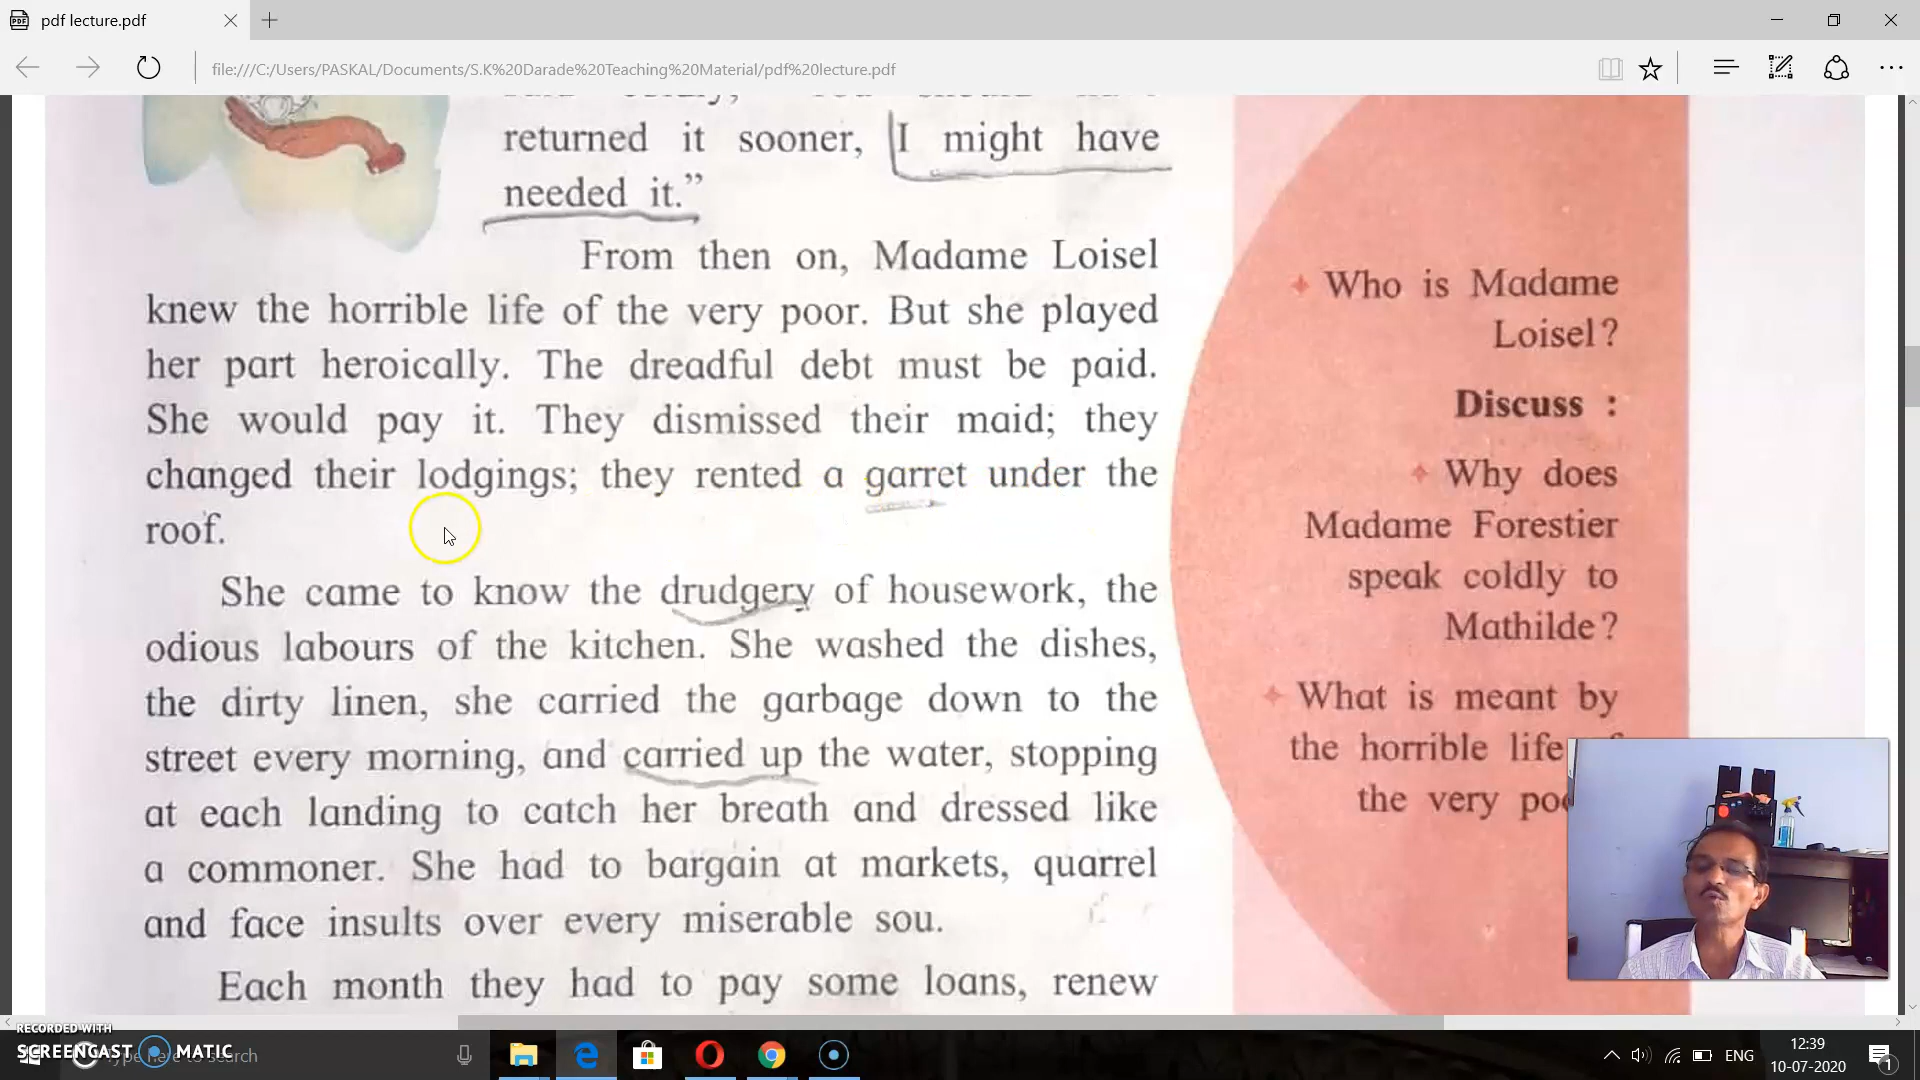 pdf lecture.pdf
file:///C:/Users/PASKAL/Documents/S.K%20Darade%20Teaching%20Material/pdf%20lecture.pdf
returned it sooner, I might have
needed it.”
From then on, Madame Loisel
knew the horrible life of the very poor. But she played
her part heroically. The dreadful debt must be paid.
She would pay it. They dismissed their maid; they
changed their lodgings; they rented a garret under the
roof.
She came to know the drudgery of housework, the
odious labours of the kitchen. She washed the dishes,
the dirty linen, she carried the garbage down to the
street every morning, and carried up the water, stopping
at each landing to catch her breath and dressed like
a commoner. She had to bargain at markets, quarrel
and face insults over every miserable sou.
Each month they had to pay some loans, renew
Who is Madame
Loisel?
Discuss :
Why does
Madame Forestier
speak coldly to
Mathilde?
What is meant by
the horrible life
the very
RECORDED WITH
SCREENCAST MATIC
Type here to search
ENG
12:39
10-07-2020
1